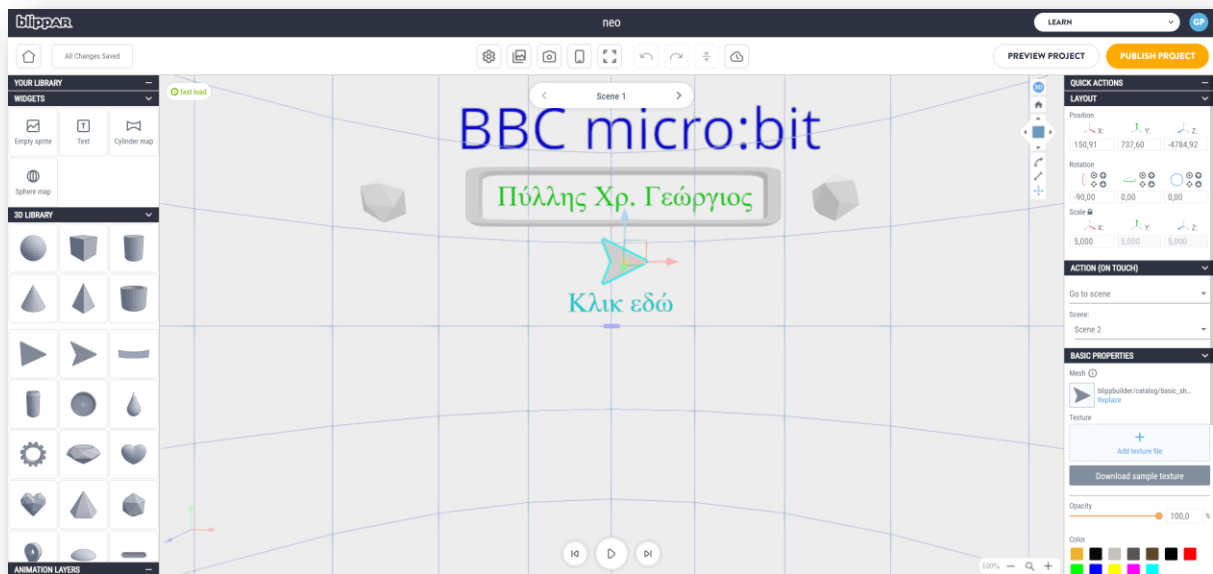 blippar
neo
LEARN
GP
All Changes Saved
PREVIEW PROJECT
PUBLISH PROJECT
YOUR LIBRARY
WIDGETS
Empty sprite
Text
Cylinder map
Sphere map
3D LIBRARY
ANIMATION LAYERS
fast load
Scene 1
BBC micro:bit
Πύλλης Χρ. Γεώργιος
Κλικ εδώ
3D
100%
QUICK ACTIONS
LAYOUT
Position
X: Y: Z:
150,91 737,60 -4784,92
Rotation
-90,00 0,00 0,00
Scale
X: Y: Z:
5,000 5,000 5,000
ACTION (ON TOUCH)
Go to scene
Scene:
Scene 2
BASIC PROPERTIES
Mesh
blippbuilder/catalog/basic_sh...
Replace
Texture
Add texture file
Download sample texture
Opacity
100,0 %
Color